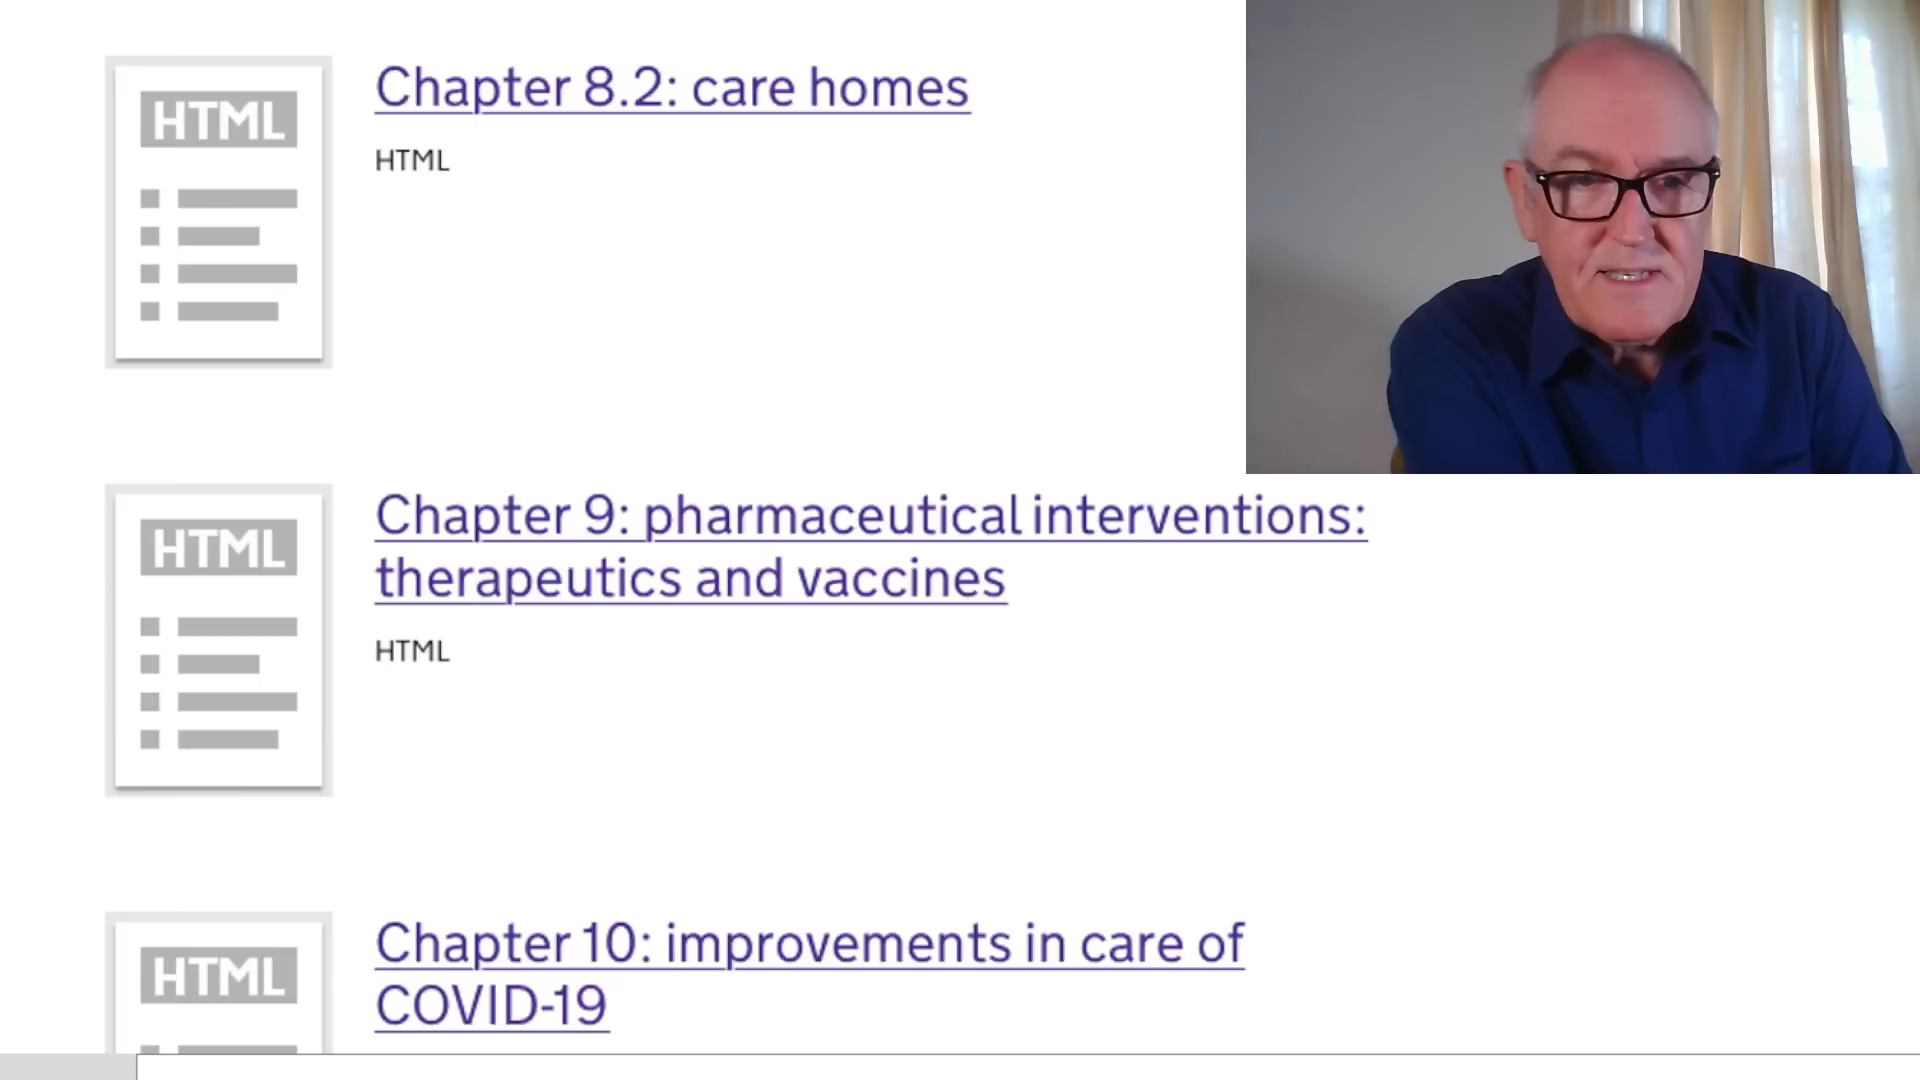 HTML
Chapter 8.2: care homes
HTML
HTML
Chapter 9: pharmaceutical interventions:
therapeutics and vaccines
HTML
HTML
Chapter 10: improvements in care of
COVID-19